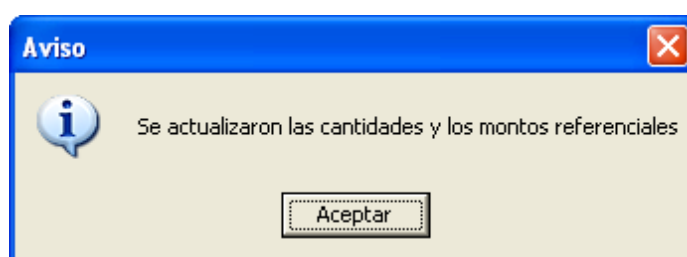 Aviso
Se actualizaron las cantidades y los montos referenciales
Aceptar